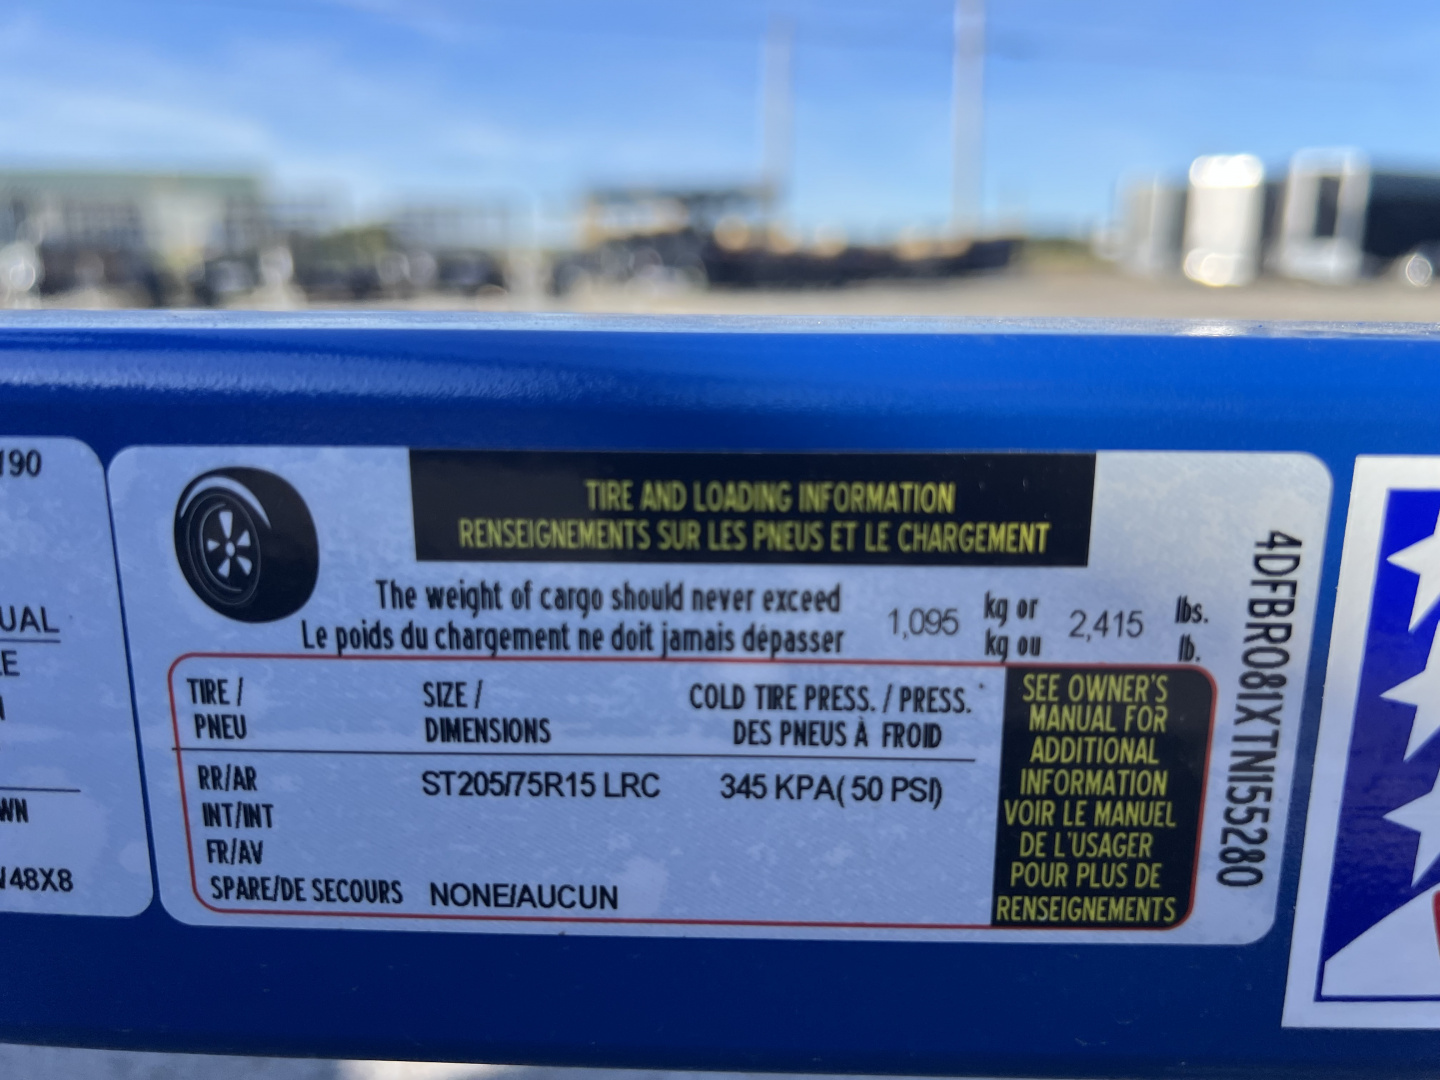 190
UAL
LE
N
WN
48X8
TIRE AND LOADING INFORMATION
RENSEIGNEMENTS SUR LES PNEUS ET LE CHARGEMENT
The weight of cargo should never exceed 1,095 kg or 2,415 lbs.
Le poids du chargement ne doit jamais dépasser kg ou lb.
TIRE / SIZE / COLD TIRE PRESS. / PRESS.
PNEU DIMENSIONS DES PNEUS À FROID
RR/AR ST205/75R15 LRC 345 KPA( 50 PSI)
INT/INT
FR/AV
SPARE/DE SECOURS NONE/AUCUN
SEE OWNER'S
MANUAL FOR
ADDITIONAL
INFORMATION
VOIR LE MANUEL
DE L'USAGER
POUR PLUS DE
RENSEIGNEMENTS
4DFBR081XTN155280